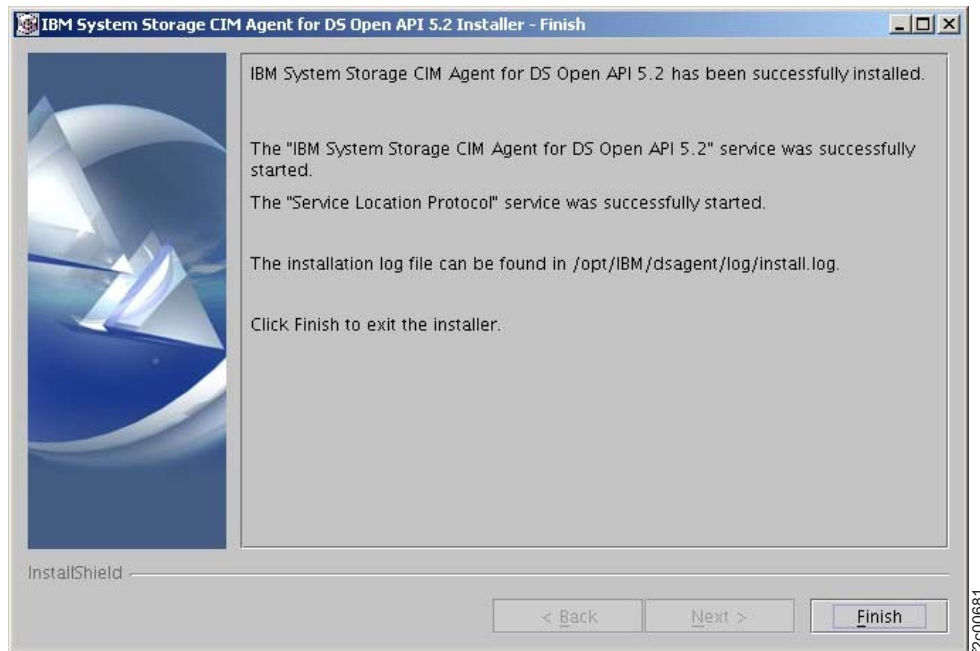 IBM System Storage CIM Agent for DS Open API 5.2 Installer - Finish
IBM System Storage CIM Agent for DS Open API 5.2 has been successfully installed.
The "IBM System Storage CIM Agent for DS Open API 5.2" service was successfully
started.
The "Service Location Protocol" service was successfully started.
The installation log file can be found in /opt/IBM/dsagent/log/install.log.
Click Finish to exit the installer.
InstallShield
< Back
Next >
Finish
f2c00681